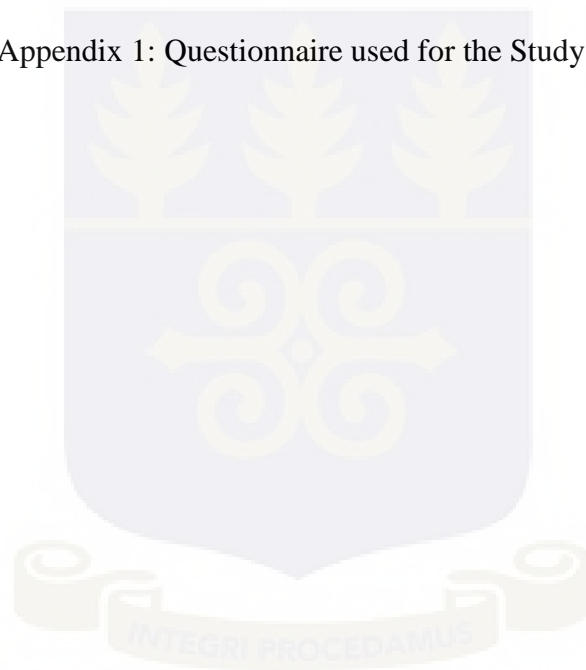 Appendix 1: Questionnaire used for the Study
INTEGRI PROCEDAMUS